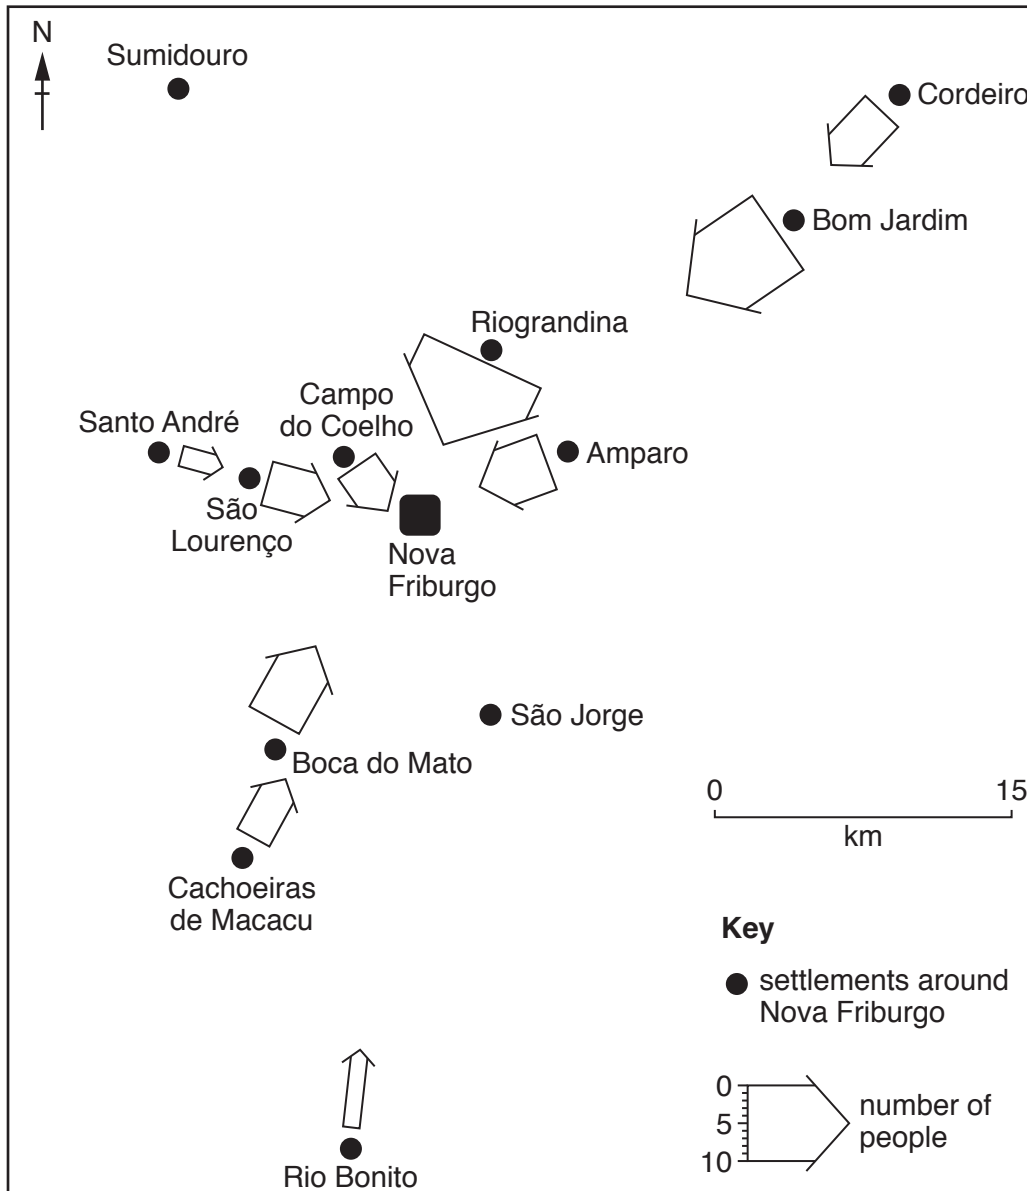 N
Sumidouro
Cordeiro
Bom Jardim
Riograndina
Campo
do Coelho
Santo André
Amparo
São
Lourenço
Nova
Friburgo
São Jorge
Boca do Mato
0 15
km
Cachoeiras
de Macacu
Key
settlements around
Nova Friburgo
0
5
10
number of
people
Rio Bonito